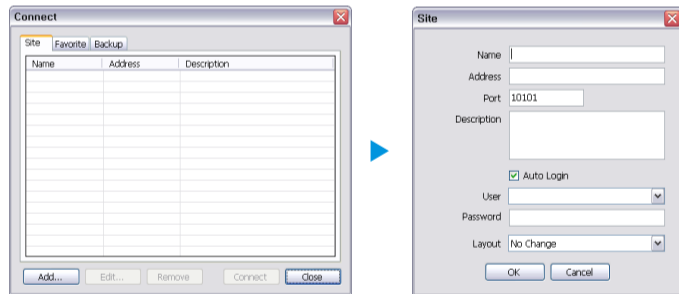 Connect
Site Favorite Backup
Name Address Description
Add... Edit... Remove Connect Close
Site
Name
Address
Port 10101
Description
Auto Login
User
Password
Layout No Change
OK Cancel